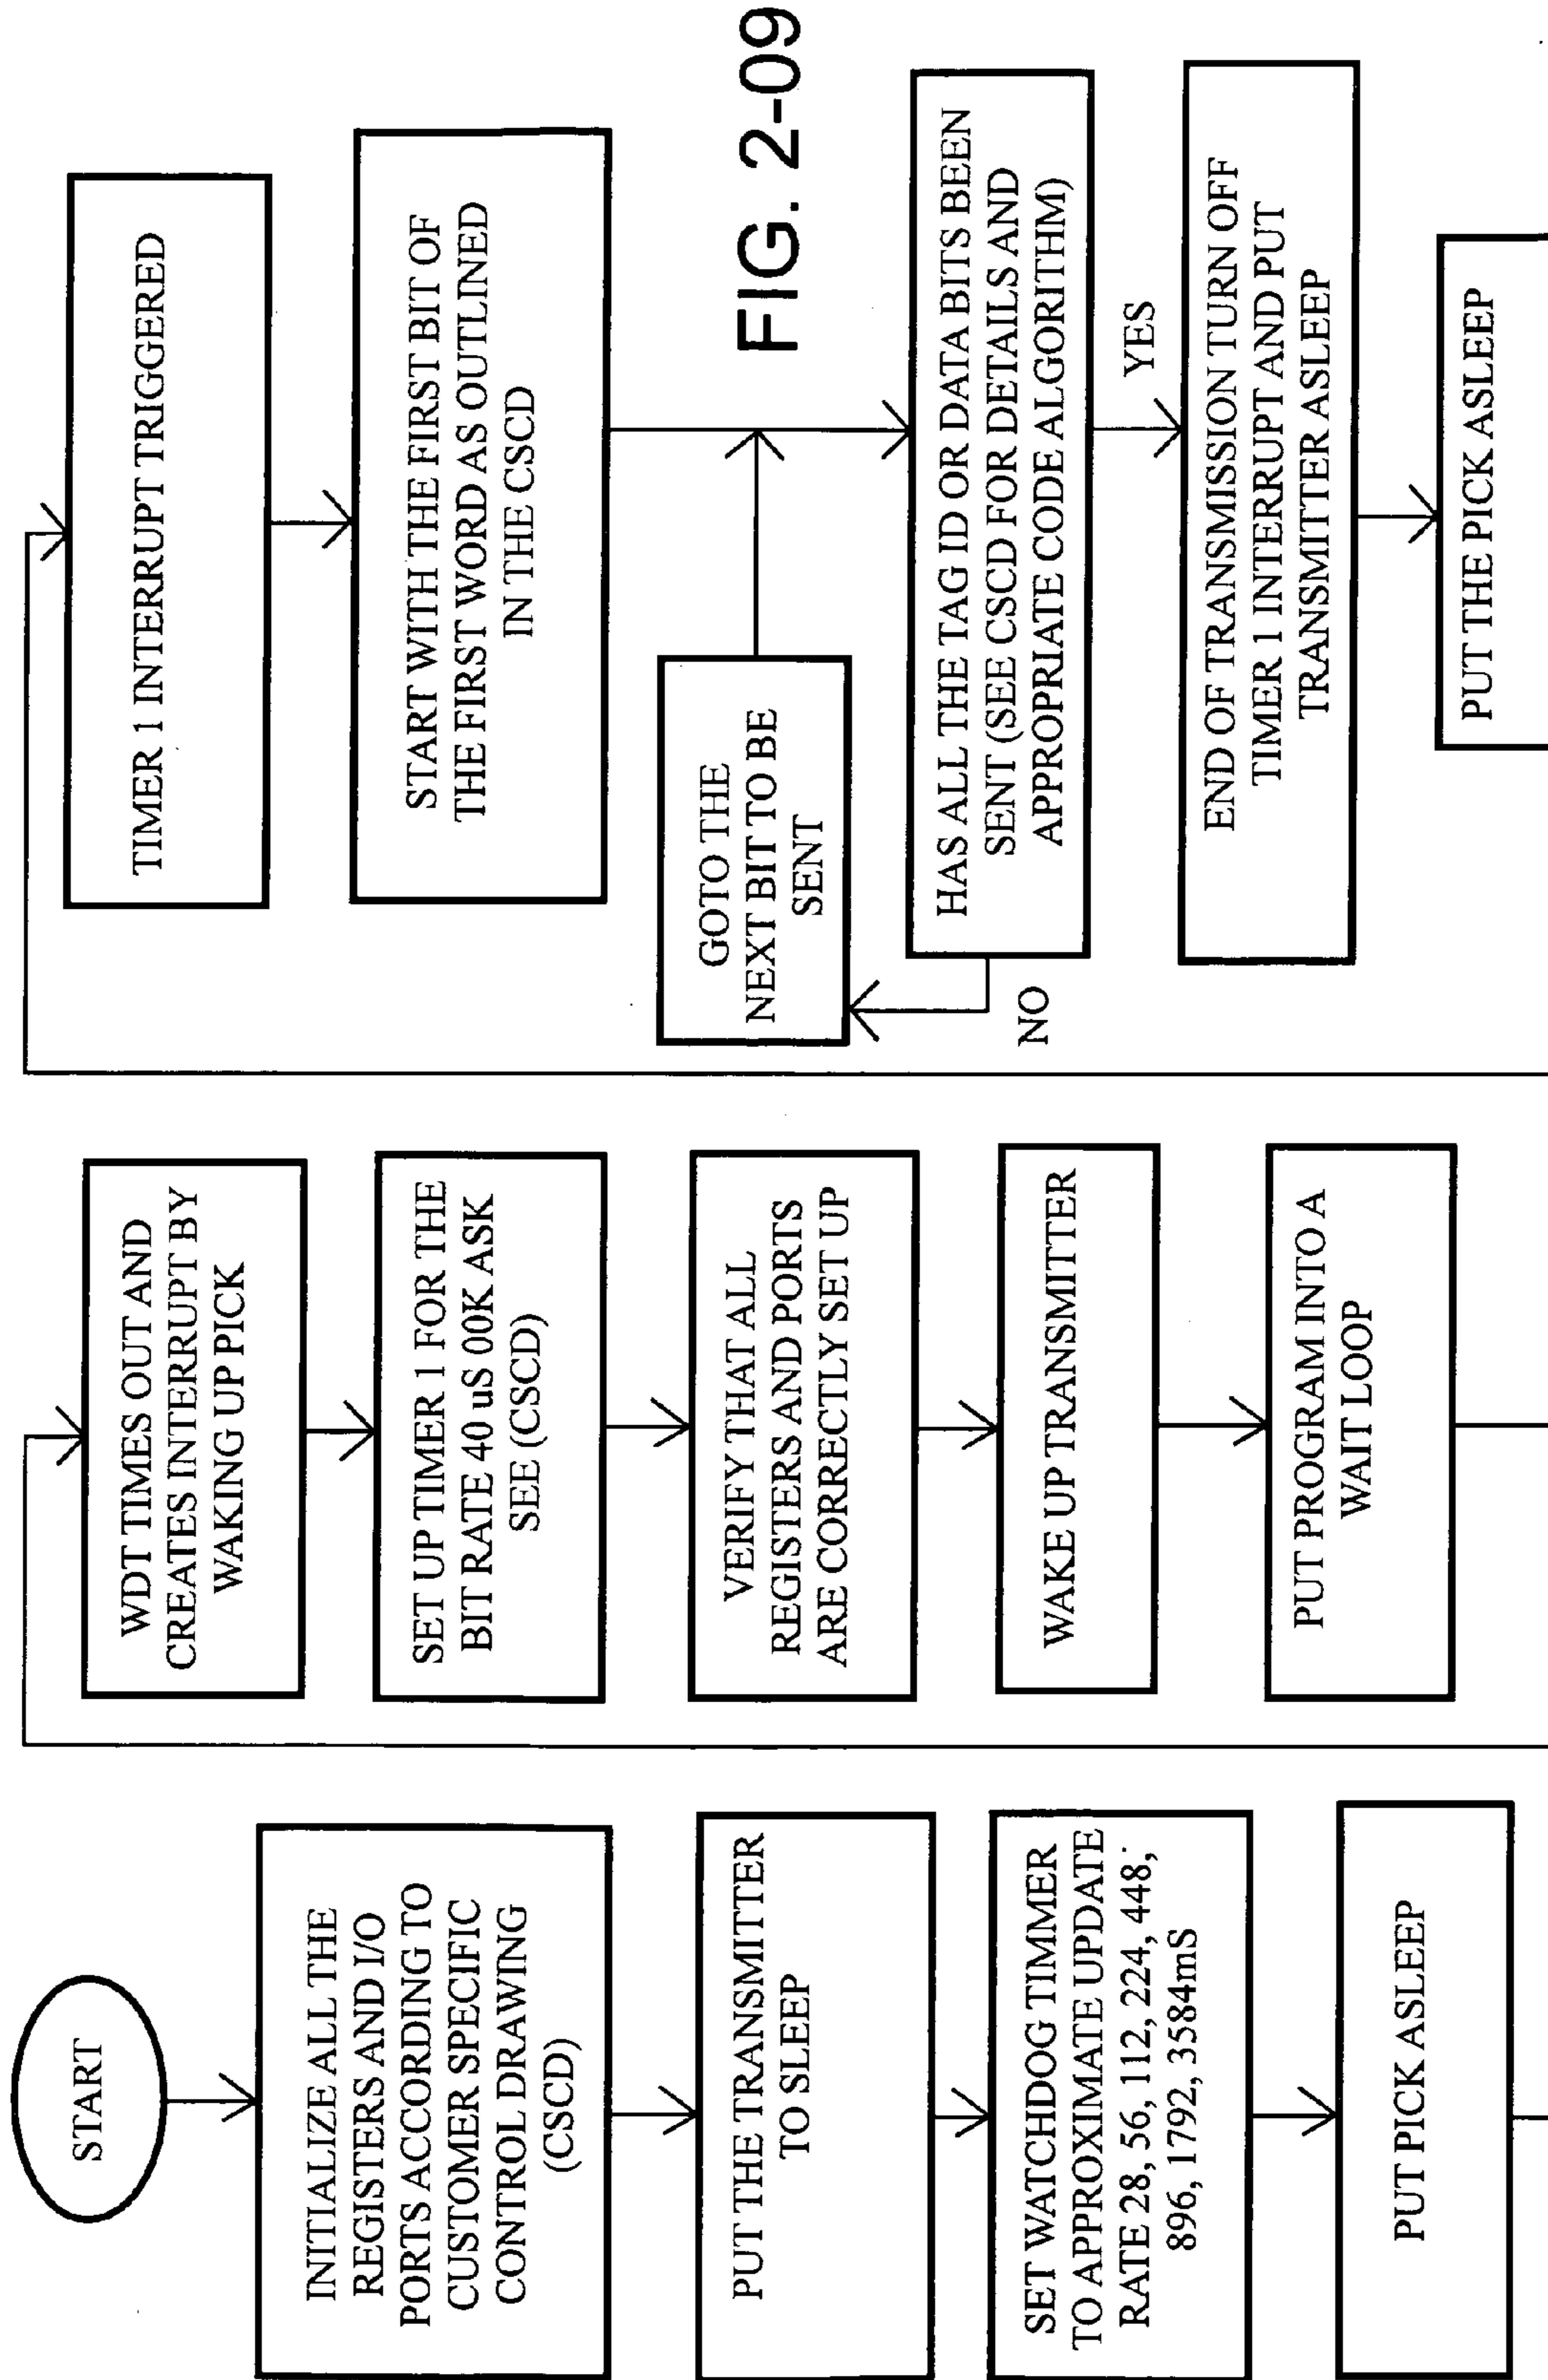 START
INITIALIZE ALL THE
REGISTERS AND I/O
PORTS ACCORDING TO
CUSTOMER SPECIFIC
CONTROL DRAWING
(CSCD)
PUT THE TRANSMITTER
TO SLEEP
SET WATCHDOG TIMMER
TO APPROXIMATE UPDATE
RATE 28, 56, 112, 224, 448,
896, 1792, 3584mS
PUT PICK ASLEEP
WDT TIMES OUT AND
CREATES INTERRUPT BY
WAKING UP PICK
SET UP TIMER 1 FOR THE
BIT RATE 40 uS 00K ASK
SEE (CSCD)
VERIFY THAT ALL
REGISTERS AND PORTS
ARE CORRECTLY SET UP
WAKE UP TRANSMITTER
PUT PROGRAM INTO A
WAIT LOOP
TIMER 1 INTERRUPT TRIGGERED
START WITH THE FIRST BIT OF
THE FIRST WORD AS OUTLINED
IN THE CSCD
GOTO THE
NEXT BIT TO BE
SENT
HAS ALL THE TAG ID OR DATA BITS BEEN
SENT (SEE CSCD FOR DETAILS AND
APPROPRIATE CODE ALGORITHM)
NO
YES
END OF TRANSMISSION TURN OFF
TIMER 1 INTERRUPT AND PUT
TRANSMITTER ASLEEP
PUT THE PICK ASLEEP
FIG. 2-09